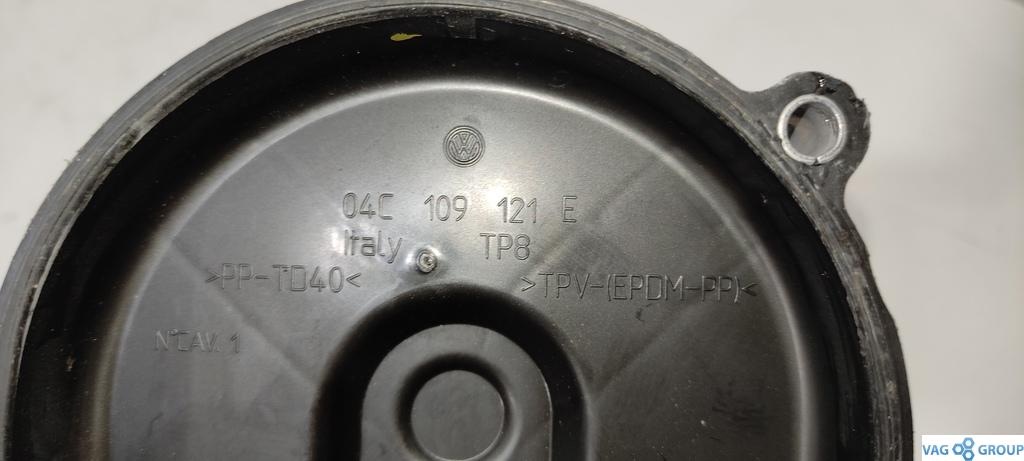 04C 109 121 E
Italy TP8
>PP-TD40< >TPV-(EPDM-PP)<
N°CAV. 1
VAG GROUP